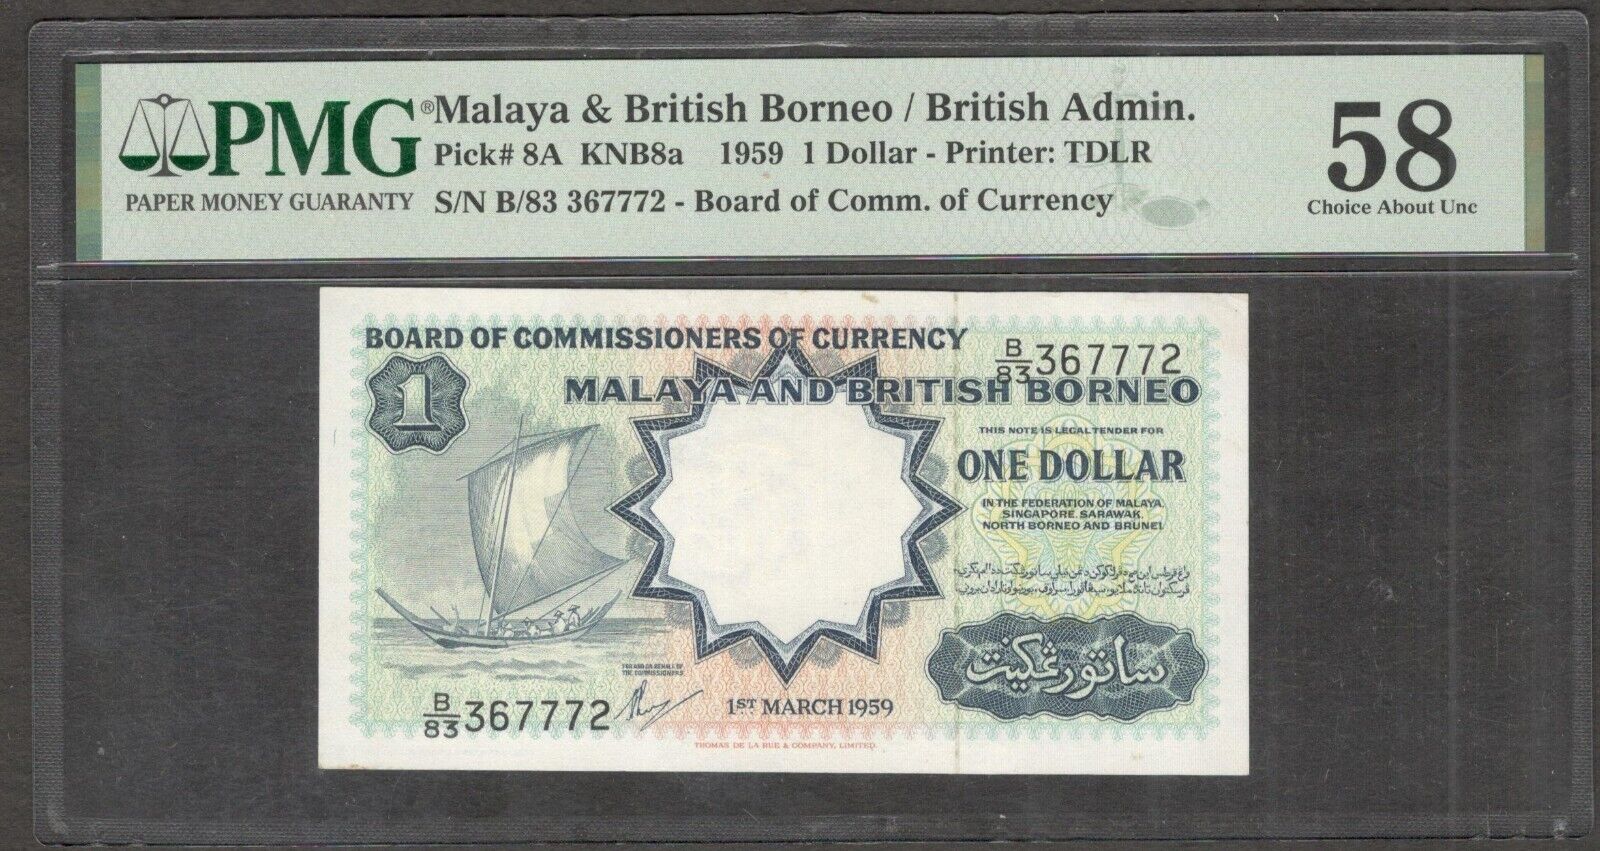 PMG®
PAPER MONEY GUARANTY
Malaya & British Borneo / British Admin.
Pick# 8A KNB8a 1959 1 Dollar - Printer: TDLR
S/N B/83 367772 - Board of Comm. of Currency
58
Choice About Unc
BOARD OF COMMISSIONERS OF CURRENCY
B/83 367772
MALAYA AND BRITISH BORNEO
1
THIS NOTE IS LEGAL TENDER FOR
ONE DOLLAR
IN THE FEDERATION OF MALAYA,
SINGAPORE, SARAWAK,
NORTH BORNEO AND BRUNEI.
ساتو رڠݢيت
FOR AND ON BEHALF OF
THE COMMISSIONERS
B/83 367772
1ST MARCH 1959
THOMAS DE LA RUE & COMPANY, LIMITED.